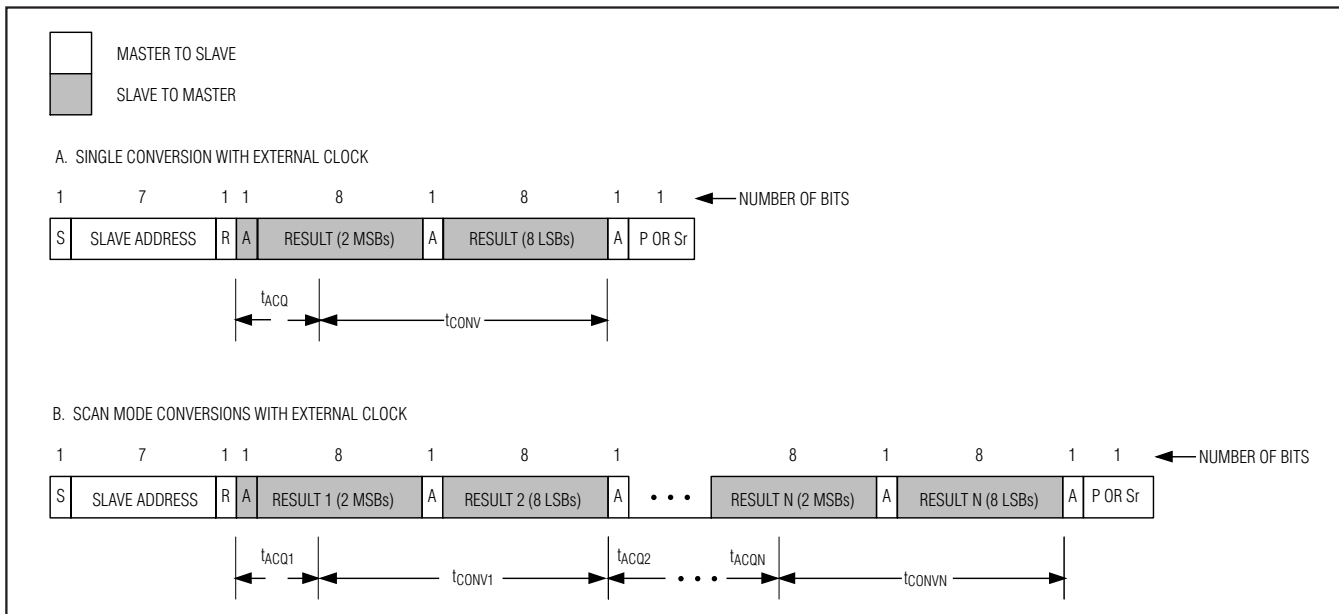 MASTER TO SLAVE
SLAVE TO MASTER
A. SINGLE CONVERSION WITH EXTERNAL CLOCK
1 7 1 1 8 1 8 1 1 NUMBER OF BITS
S SLAVE ADDRESS R A RESULT (2 MSBs) A RESULT (8 LSBs) A P OR Sr
tACQ
tCONV
B. SCAN MODE CONVERSIONS WITH EXTERNAL CLOCK
1 7 1 1 8 1 8 1 8 1 8 1 1 NUMBER OF BITS
S SLAVE ADDRESS R A RESULT 1 (2 MSBs) A RESULT 2 (8 LSBs) A • • • RESULT N (2 MSBs) A RESULT N (8 LSBs) A P OR Sr
tACQ1 tACQ2 tACQN
tCONV1 • • • tCONVN